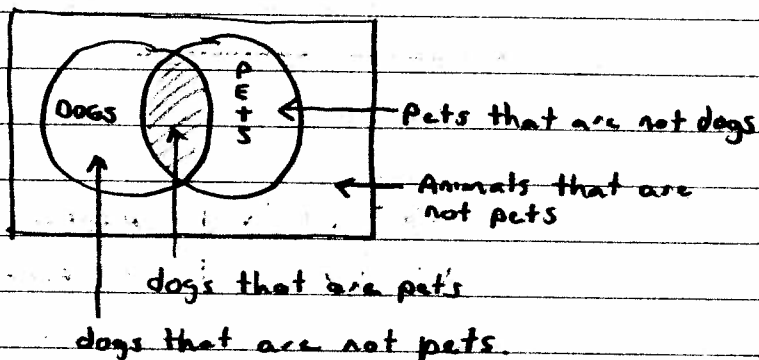 DOGS
PETS
Pets that are not dogs
Animals that are
not pets
dogs that are pets
dogs that are not pets.